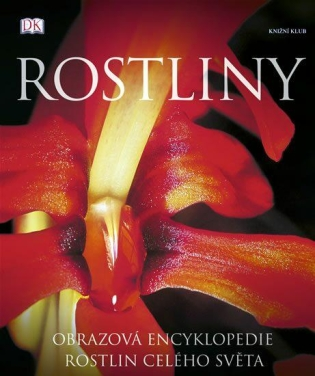 DK
KNIŽNÍ KLUB
ROSTLINY
OBRAZOVÁ ENCYKLOPEDIE
ROSTLIN CELÉHO SVĚTA